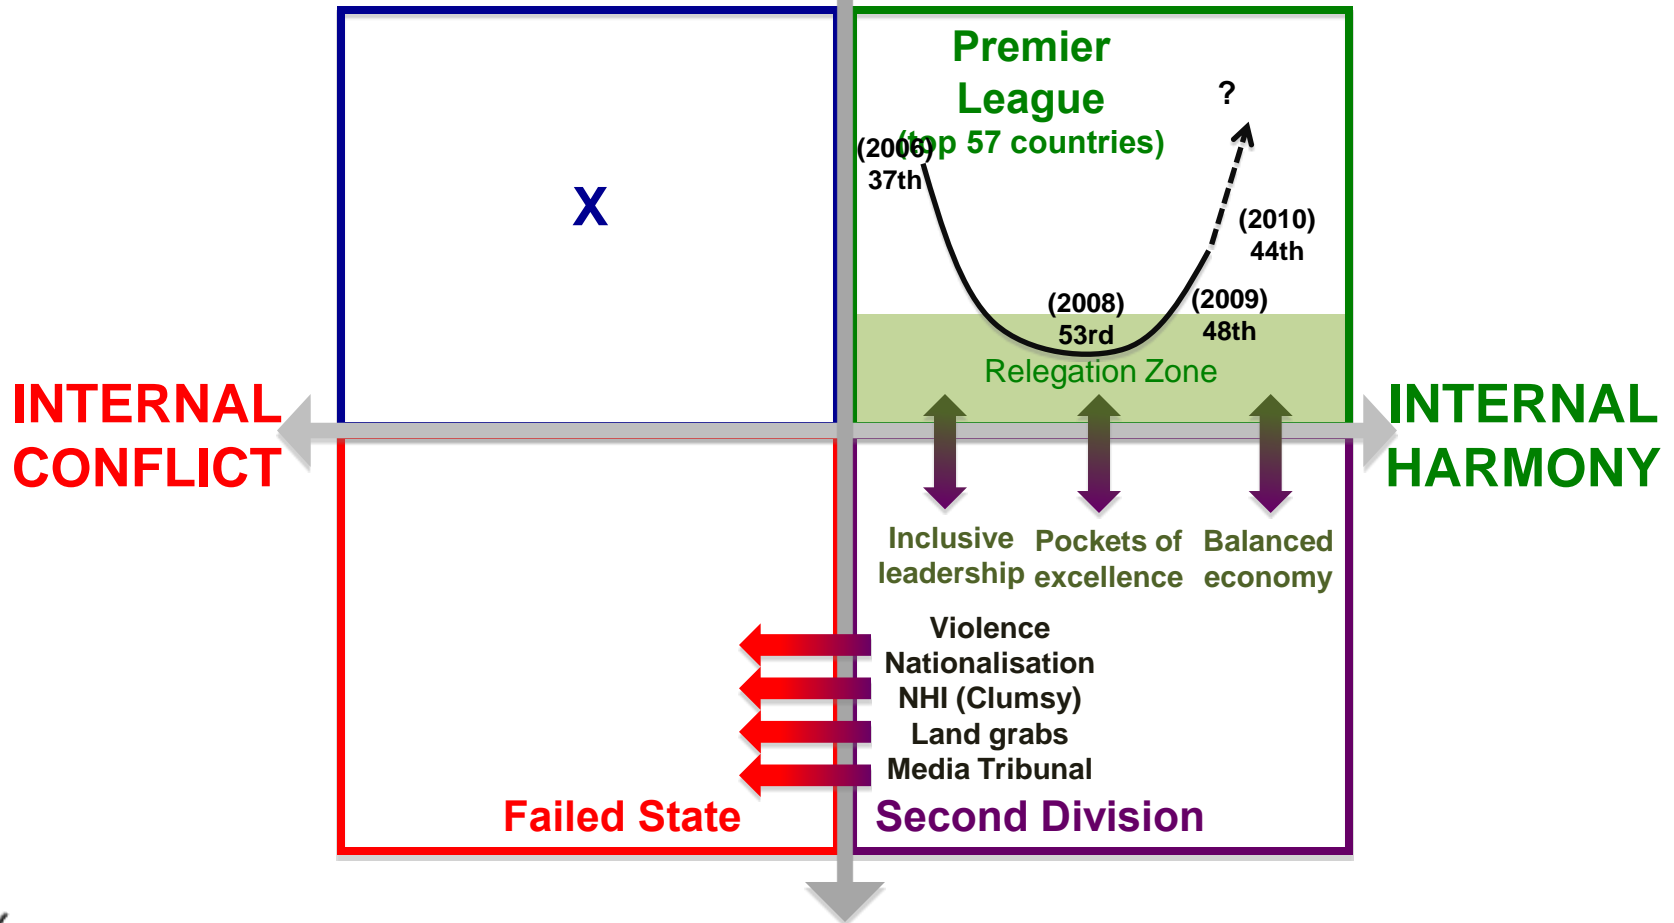 Premier
League
(top 57 countries)
?
(2006)
37th
X
(2010)
44th
(2008)
53rd
(2009)
48th
Relegation Zone
INTERNAL
CONFLICT
INTERNAL
HARMONY
Inclusive
leadership
Pockets of
excellence
Balanced
economy
Violence
Nationalisation
NHI (Clumsy)
Land grabs
Media Tribunal
Failed State
Second Division